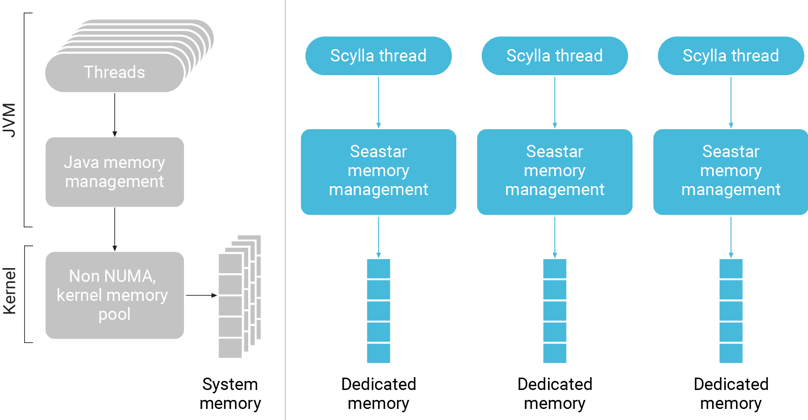 JVM
Threads
Java memory
management
Kernel
Non NUMA,
kernel memory
pool
System
memory
Scylla thread
Seastar
memory
management
Dedicated
memory
Scylla thread
Seastar
memory
management
Dedicated
memory
Scylla thread
Seastar
memory
management
Dedicated
memory